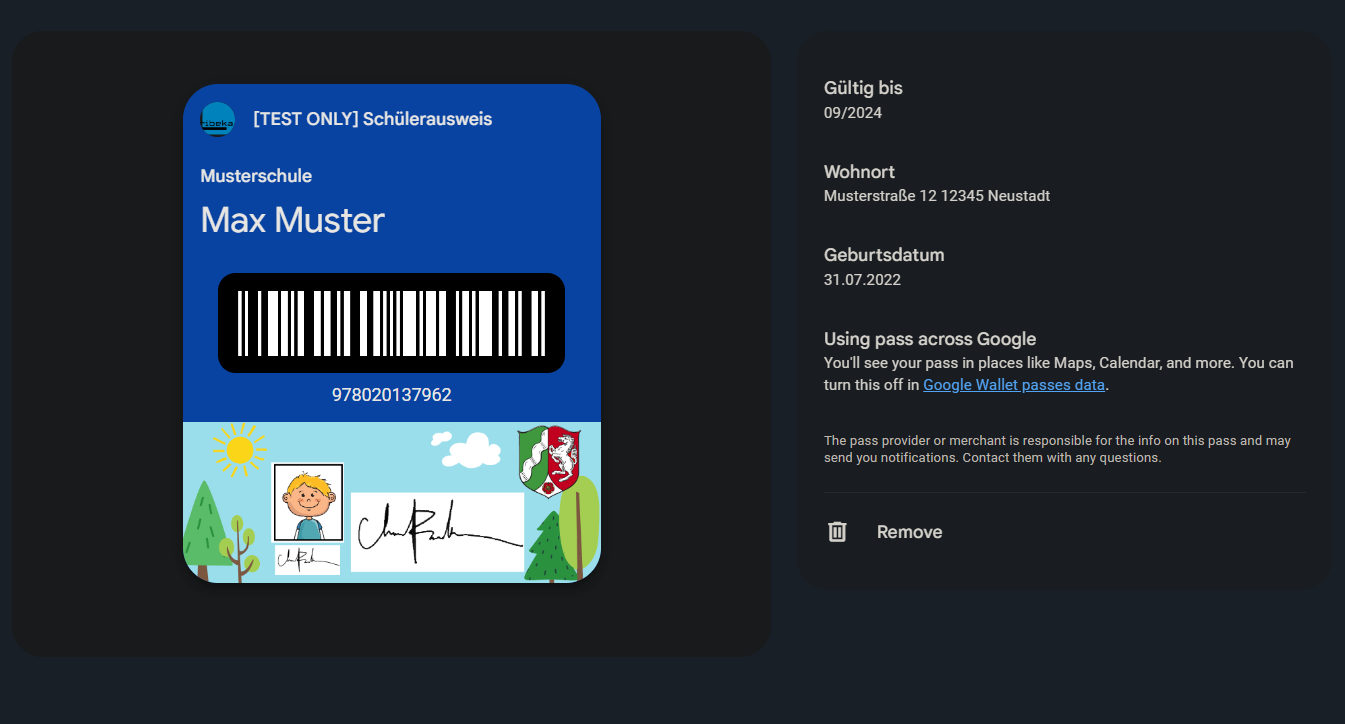 [TEST ONLY] Schülerausweis
Musterschule
Max Muster
978020137962
Gültig bis
09/2024
Wohnort
Musterstraße 12 12345 Neustadt
Geburtsdatum
31.07.2022
Using pass across Google
You'll see your pass in places like Maps, Calendar, and more. You can
turn this off in Google Wallet passes data.
The pass provider or merchant is responsible for the info on this pass and may
send you notifications. Contact them with any questions.
Remove